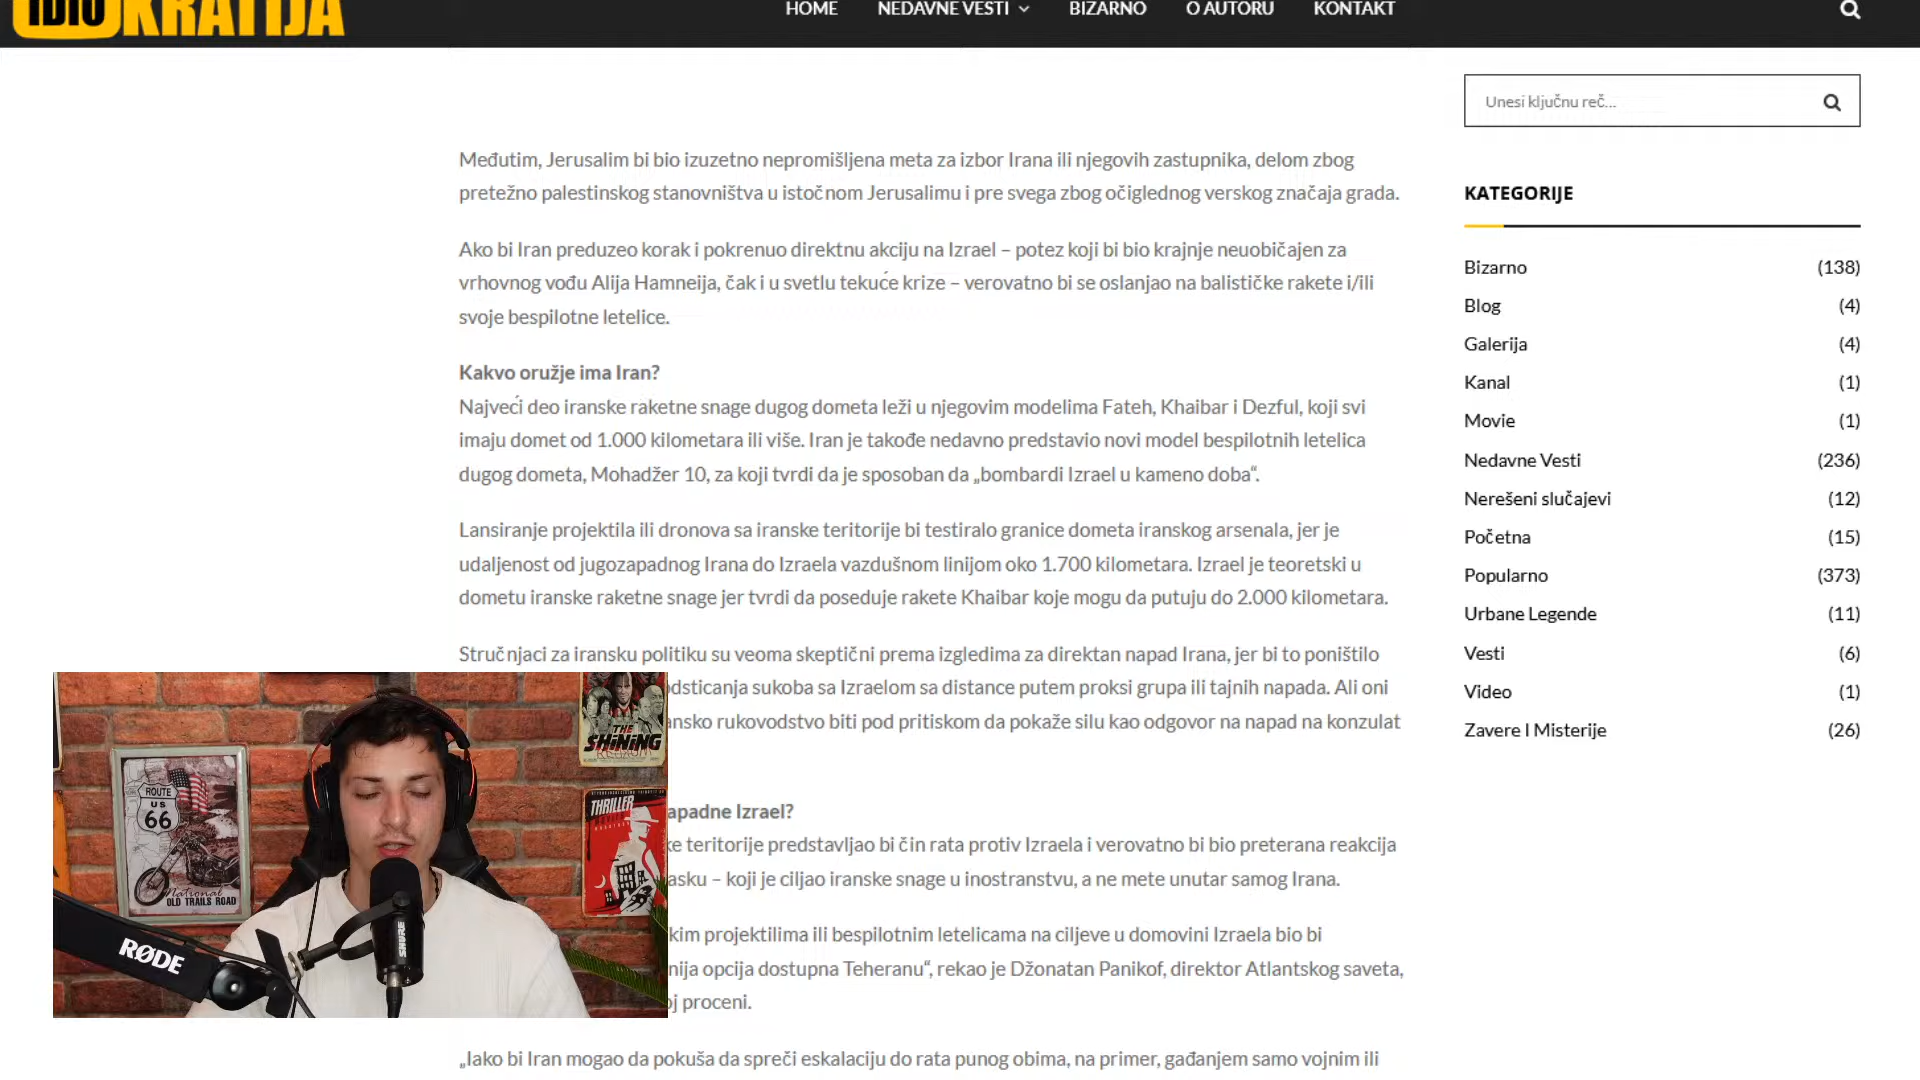 IDIO
KRATIJA
HOME NEDAVNE VESTI BIZARNO O AUTORU KONTAKT
Međutim, Jerusalim bi bio izuzetno nepromišljena meta za izbor Irana ili njegovih zastupnika, delom zbog
pretežno palestinskog stanovništva u istočnom Jerusalimu i pre svega zbog očiglednog verskog značaja grada.
Ako bi Iran preduzeo korak i pokrenuo direktnu akciju na Izrael – potez koji bi bio krajnje neuobičajen za
vrhovnog vođu Alija Hamneija, čak i u svetlu tekuće krize – verovatno bi se oslanjao na balističke rakete i/ili
svoje bespilotne letelice.
Kakvo oružje ima Iran?
Najveći deo iranske raketne snage dugog dometa leži u njegovim modelima Fateh, Khaibar i Dezful, koji svi
imaju domet od 1.000 kilometara ili više. Iran je takođe nedavno predstavio novi model bespilotnih letelica
dugog dometa, Mohadžer 10, za koji tvrdi da je sposoban da „bombardi Izrael u kameno doba“.
Lansiranje projektila ili dronova sa iranske teritorije bi testiralo granice dometa iranskog arsenala, jer je
udaljenost od jugozapadnog Irana do Izraela vazdušnom linijom oko 1.700 kilometara. Izrael je teoretski u
dometu iranske raketne snage jer tvrdi da poseduje rakete Khaibar koje mogu da putuju do 2.000 kilometara.
Stručnjaci za iransku politiku su veoma skeptični prema izgledima za direktan napad Irana, jer bi to poništilo
dsticanja sukoba sa Izraelom sa distance putem proksi grupa ili tajnih napada. Ali oni
ansko rukovodstvo biti pod pritiskom da pokaže silu kao odgovor na napad na konzulat
apadne Izrael?
ke teritorije predstavljao bi čin rata protiv Izraela i verovatno bi bio preterana reakcija
asku – koji je ciljao iranske snage u inostranstvu, a ne mete unutar samog Irana.
kim projektilima ili bespilotnim letelicama na ciljeve u domovini Izraela bio bi
nija opcija dostupna Teheranu“, rekao je Džonatan Panikof, direktor Atlantskog saveta,
oj proceni.
„Iako bi Iran mogao da pokuša da spreči eskalaciju do rata punog obima, na primer, gađanjem samo vojnim ili
Unesi ključnu reč...
KATEGORIJE
Bizarno (138)
Blog (4)
Galerija (4)
Kanal (1)
Movie (1)
Nedavne Vesti (236)
Nerešeni slučajevi (12)
Početna (15)
Popularno (373)
Urbane Legende (11)
Vesti (6)
Video (1)
Zavere I Misterije (26)
THE
SHINING
ROUTE
US
66
National
OLD TRAILS ROAD
THRILLER
RØDE
SHURE